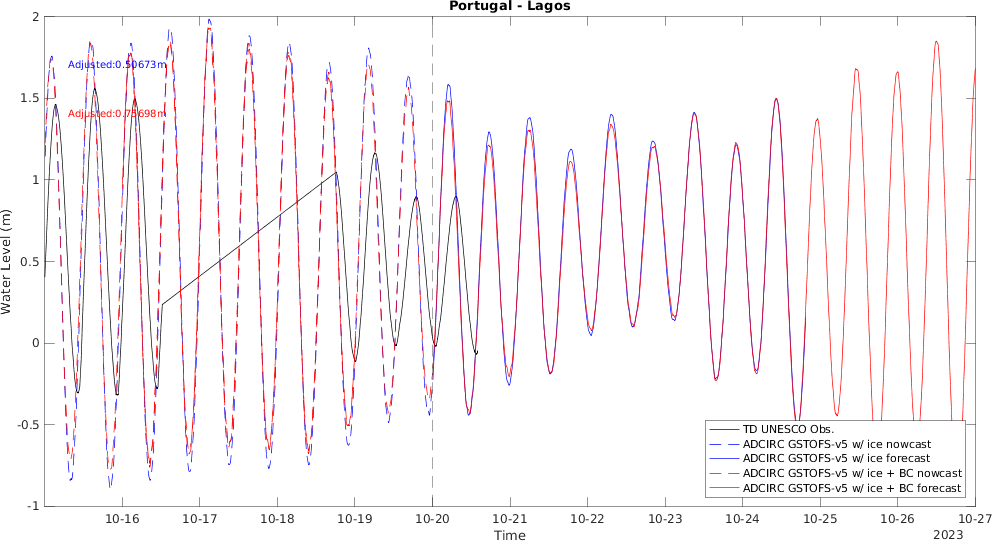 Portugal - Lagos
2
1.5
1
0.5
0
-0.5
-1
Water Level (m)
Adjusted:0.50673m
Adjusted:0.75698m
TD UNESCO Obs.
ADCIRC GSTOFS-v5 w/ ice nowcast
ADCIRC GSTOFS-v5 w/ ice forecast
ADCIRC GSTOFS-v5 w/ ice + BC nowcast
ADCIRC GSTOFS-v5 w/ ice + BC forecast
10-16 10-17 10-18 10-19 10-20 10-21 10-22 10-23 10-24 10-25 10-26 10-27
Time
2023